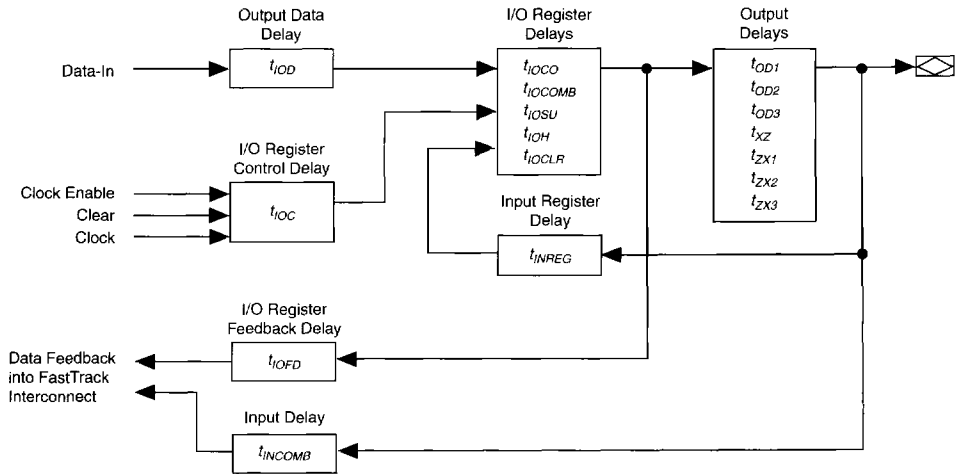 Output Data
Delay
Data-In
t_IOD
I/O Register
Delays
t_IOCO
t_IOCOMB
t_IOSU
t_IOH
t_IOCLR
Output
Delays
t_OD1
t_OD2
t_OD3
t_XZ
t_ZX1
t_ZX2
t_ZX3
I/O Register
Control Delay
Clock Enable
Clear
Clock
t_IOC
Input Register
Delay
t_INREG
I/O Register
Feedback Delay
t_IOFD
Data Feedback
into FastTrack
Interconnect
Input Delay
t_INCOMB